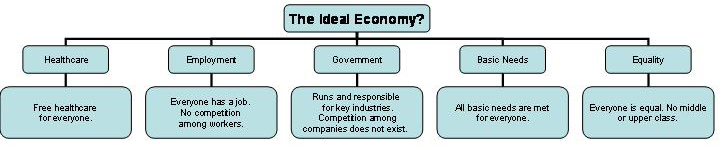 The Ideal Economy?
Healthcare
Employment
Government
Basic Needs
Equality
Free healthcare
for everyone.
Everyone has a job.
No competition
among workers.
Runs and responsible
for key industries.
Competition among
companies does not exist.
All basic needs are met
for everyone.
Everyone is equal. No middle
or upper class.